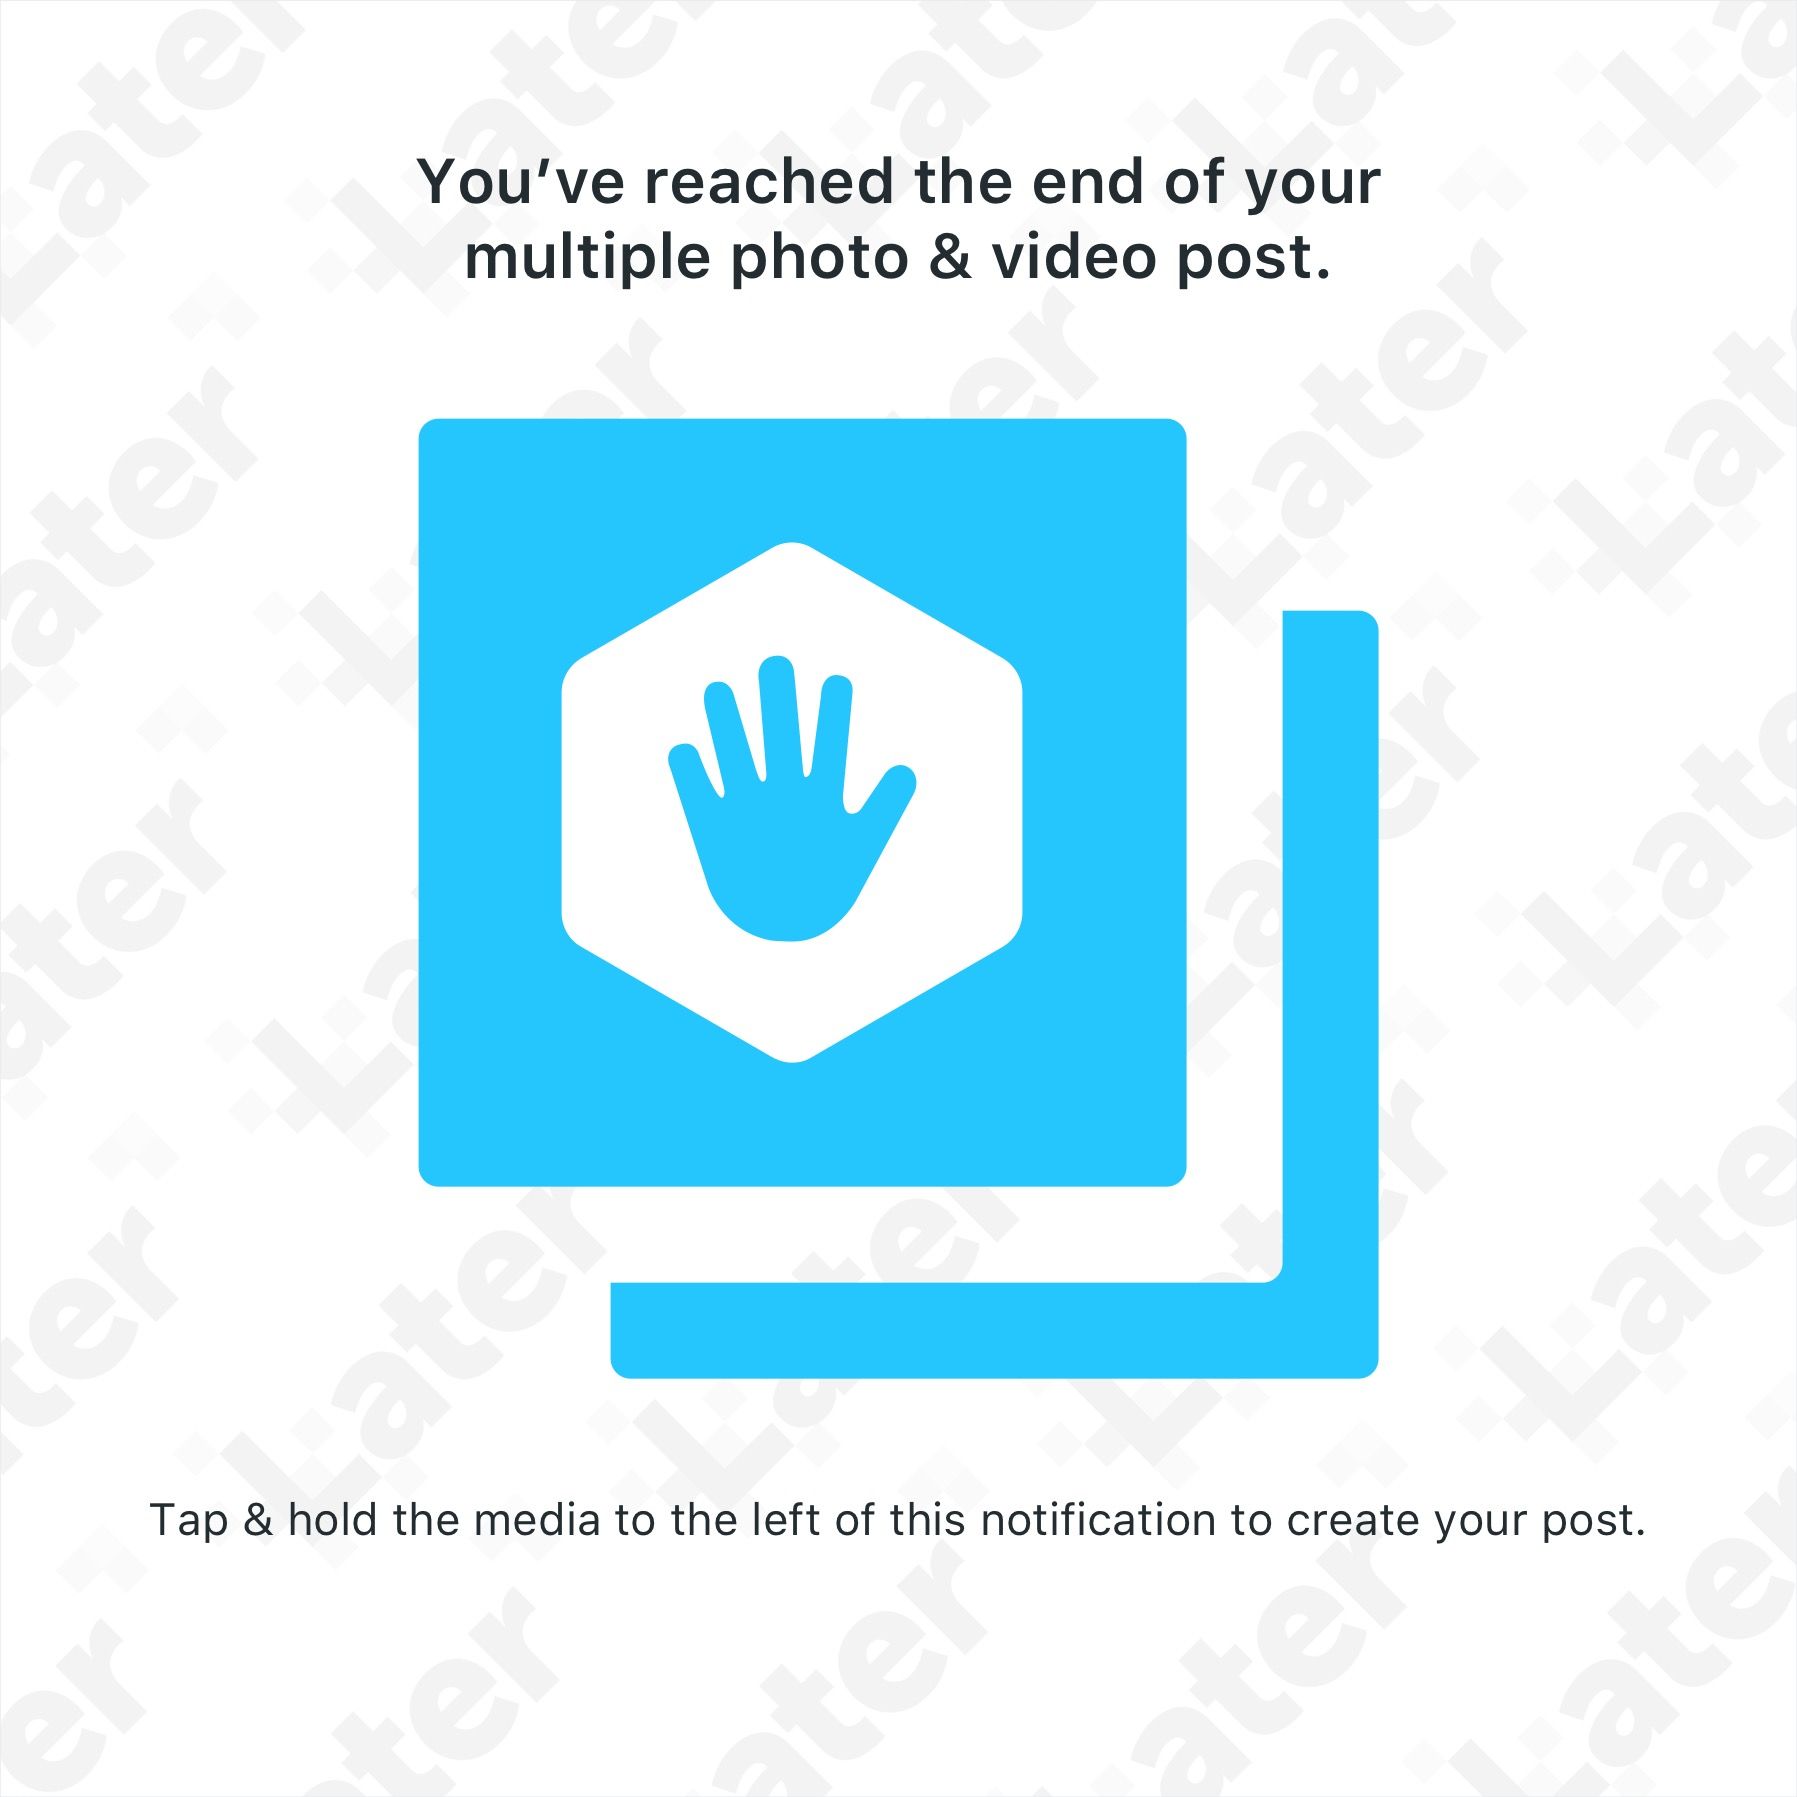 You’ve reached the end of your
multiple photo & video post.
Tap & hold the media to the left of this notification to create your post.
Later